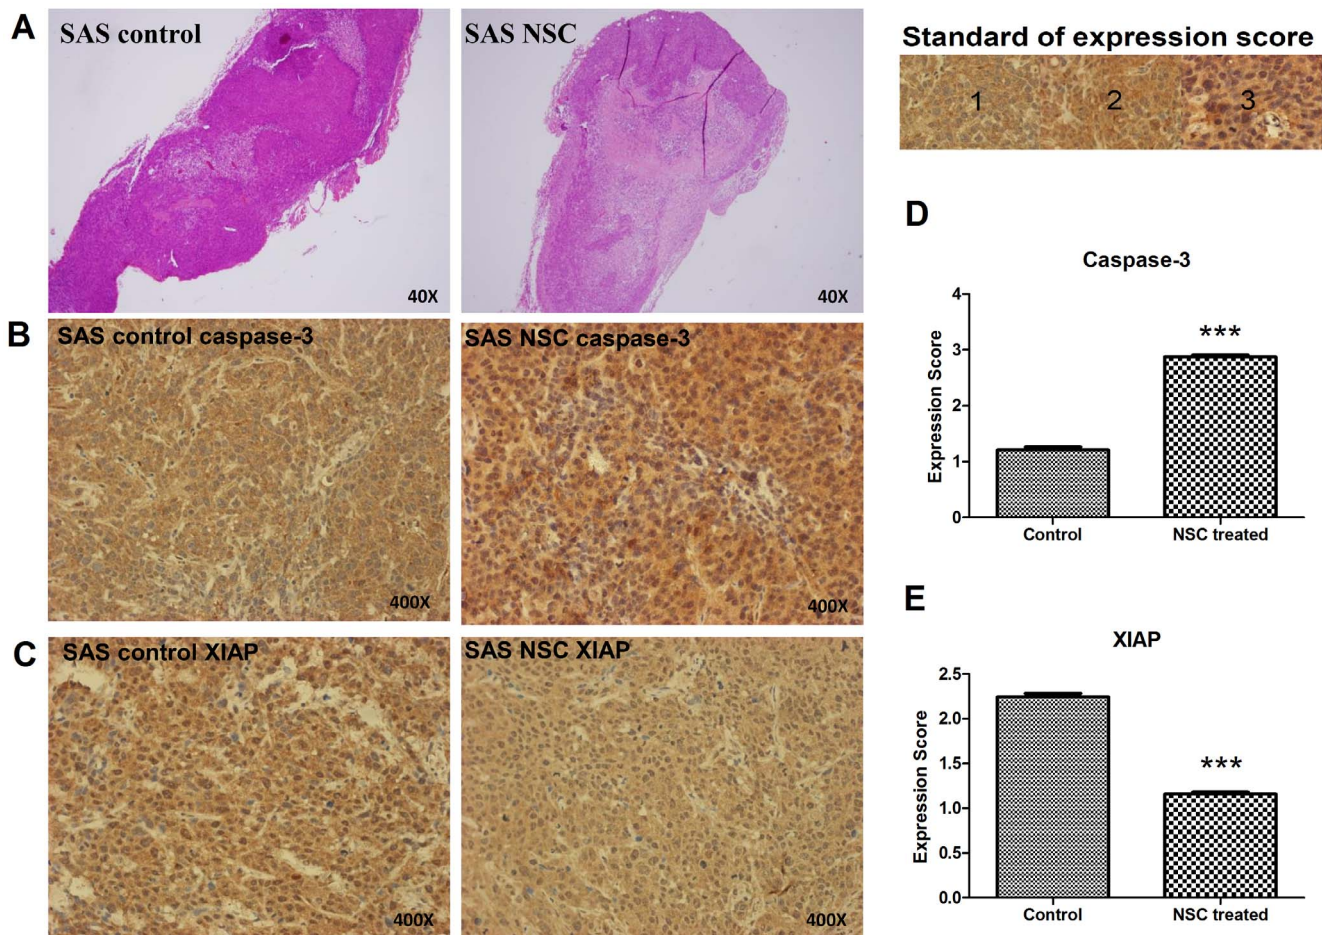 A
SAS control
40X
SAS NSC
40X
Standard of expression score
1 2 3
B
SAS control caspase-3
400X
SAS NSC caspase-3
400X
C
SAS control XIAP
400X
SAS NSC XIAP
400X
D
Caspase-3
Expression Score
4
3
2
1
0
***
Control NSC treated
E
XIAP
Expression Score
2.5
2.0
1.5
1.0
0.5
0.0
***
Control NSC treated